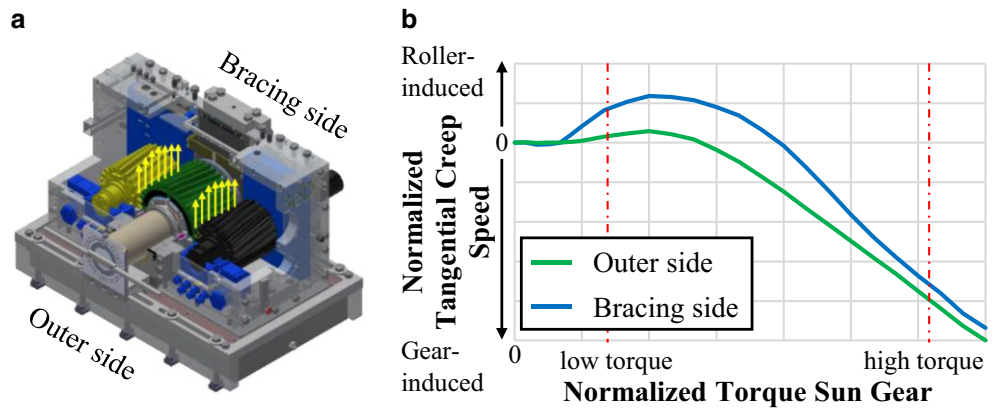 a
Bracing side
Outer side
b
Roller-
induced
0
Normalized
Tangential Creep
Speed
Outer side
Bracing side
Gear-
induced
0
low torque
high torque
Normalized Torque Sun Gear